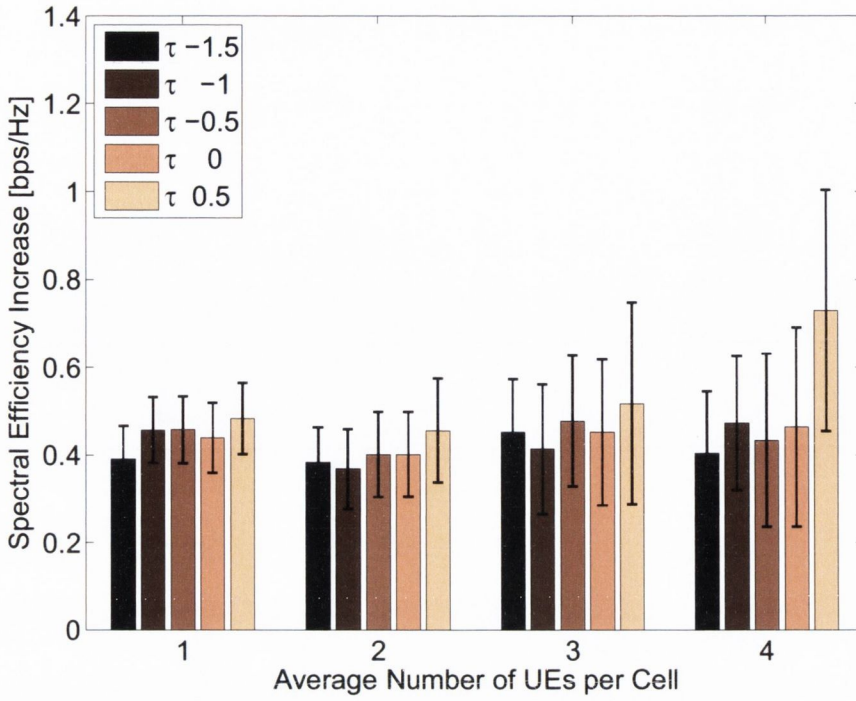 Spectral Efficiency Increase [bps/Hz]
1.4
1.2
1
0.8
0.6
0.4
0.2
0
τ −1.5
τ −1
τ −0.5
τ 0
τ 0.5
1 2 3 4
Average Number of UEs per Cell